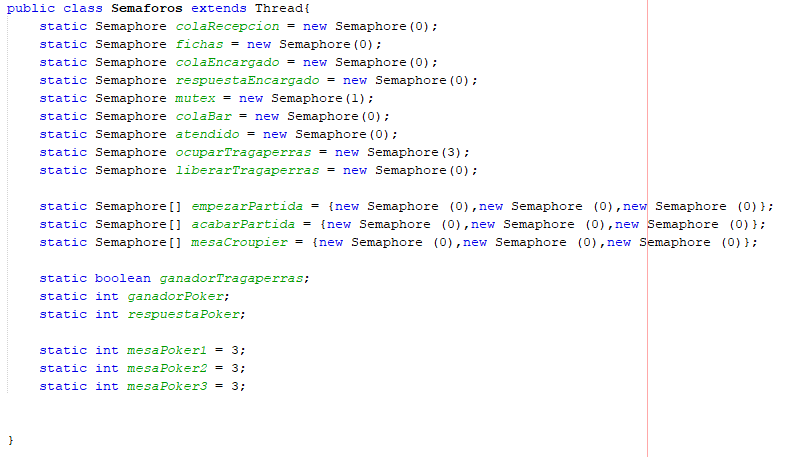 public class Semaforos extends Thread{
static Semaphore colaRecepcion = new Semaphore(0);
static Semaphore fichas = new Semaphore(0);
static Semaphore colaEncargado = new Semaphore(0);
static Semaphore respuestaEncargado = new Semaphore(0);
static Semaphore mutex = new Semaphore(1);
static Semaphore colaBar = new Semaphore(0);
static Semaphore atendido = new Semaphore(0);
static Semaphore ocuparTragaperras = new Semaphore(3);
static Semaphore liberarTragaperras = new Semaphore(0);
static Semaphore[] empezarPartida = {new Semaphore (0),new Semaphore (0),new Semaphore (0)};
static Semaphore[] acabarPartida = {new Semaphore (0),new Semaphore (0),new Semaphore (0)};
static Semaphore[] mesaCroupier = {new Semaphore (0),new Semaphore (0),new Semaphore (0)};
static boolean ganadorTragaperras;
static int ganadorPoker;
static int respuestaPoker;
static int mesaPoker1 = 3;
static int mesaPoker2 = 3;
static int mesaPoker3 = 3;
}